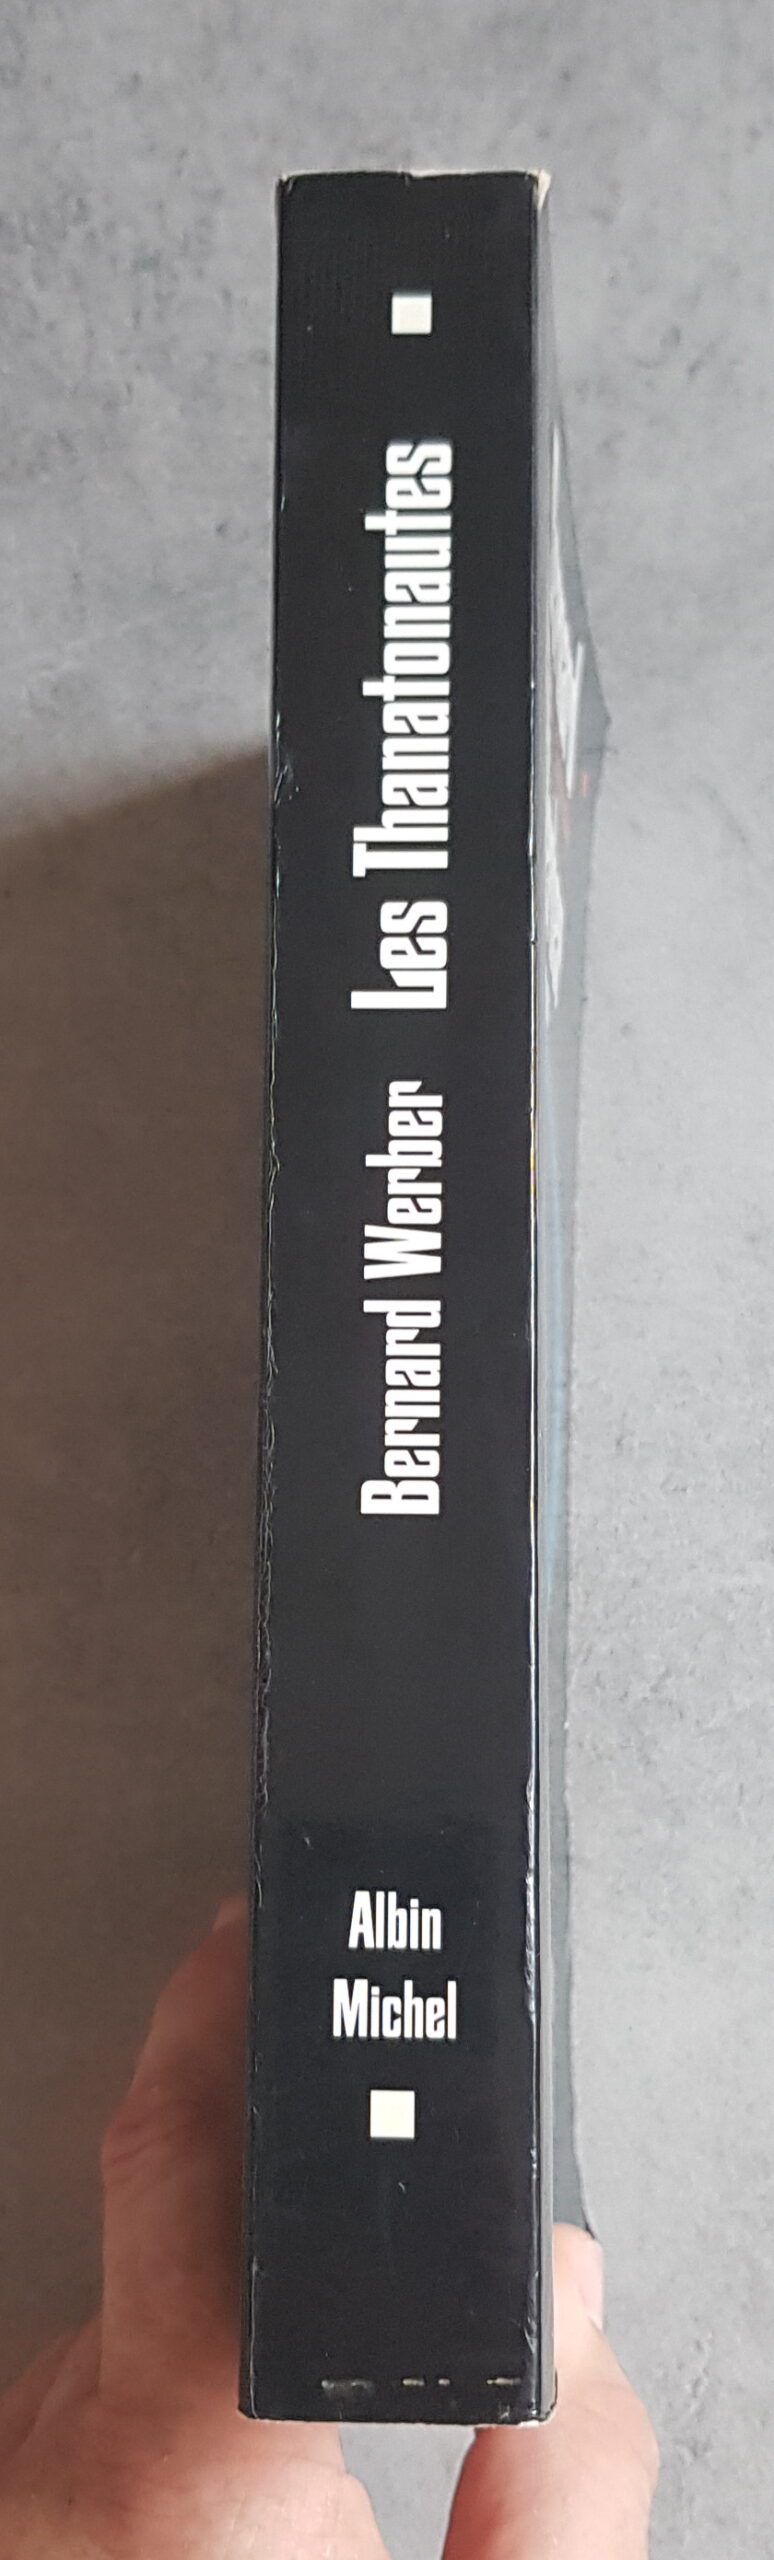 Bernard Werber Les Thanatonautes
Albin
Michel